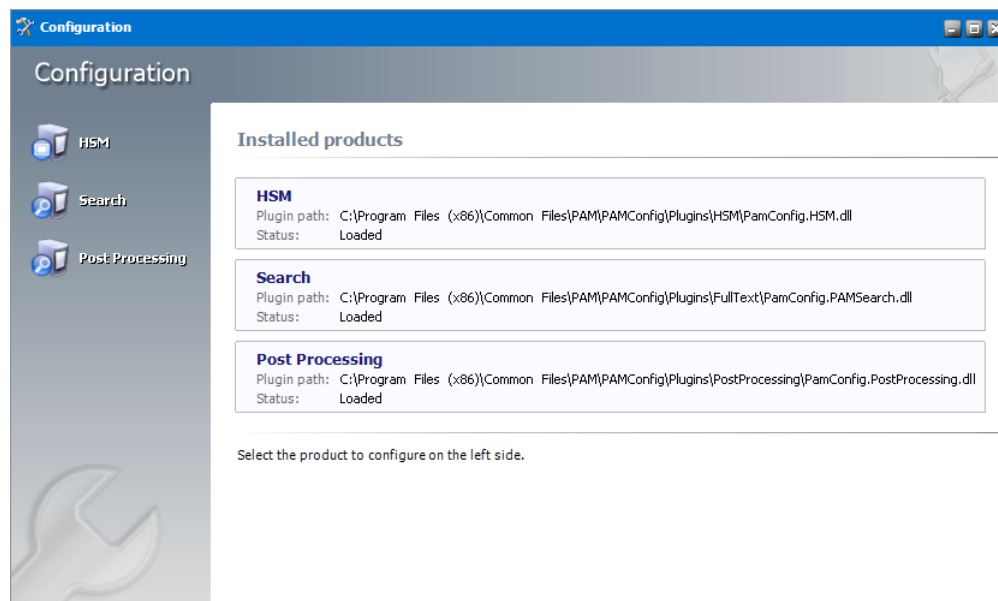 Configuration
Configuration
HSM
Search
Post Processing
Installed products
HSM
Plugin path: C:\Program Files (x86)\Common Files\PAM\PAMConfig\Plugins\HSM\PamConfig.HSM.dll
Status: Loaded
Search
Plugin path: C:\Program Files (x86)\Common Files\PAM\PAMConfig\Plugins\FullText\PamConfig.PAMSearch.dll
Status: Loaded
Post Processing
Plugin path: C:\Program Files (x86)\Common Files\PAM\PAMConfig\Plugins\PostProcessing\PamConfig.PostProcessing.dll
Status: Loaded
Select the product to configure on the left side.